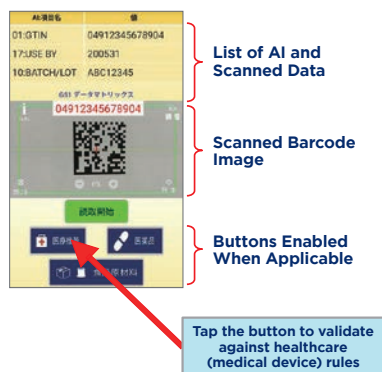 AI項目名 値
01:GTIN 04912345678904
17:USE BY 200531
10:BATCH/LOT ABC12345
GS1 データマトリックス
04912345678904
読取開始
医療機器 医薬品
List of AI and
Scanned Data
Scanned Barcode
Image
Buttons Enabled
When Applicable
Tap the button to validate
against healthcare
(medical device) rules